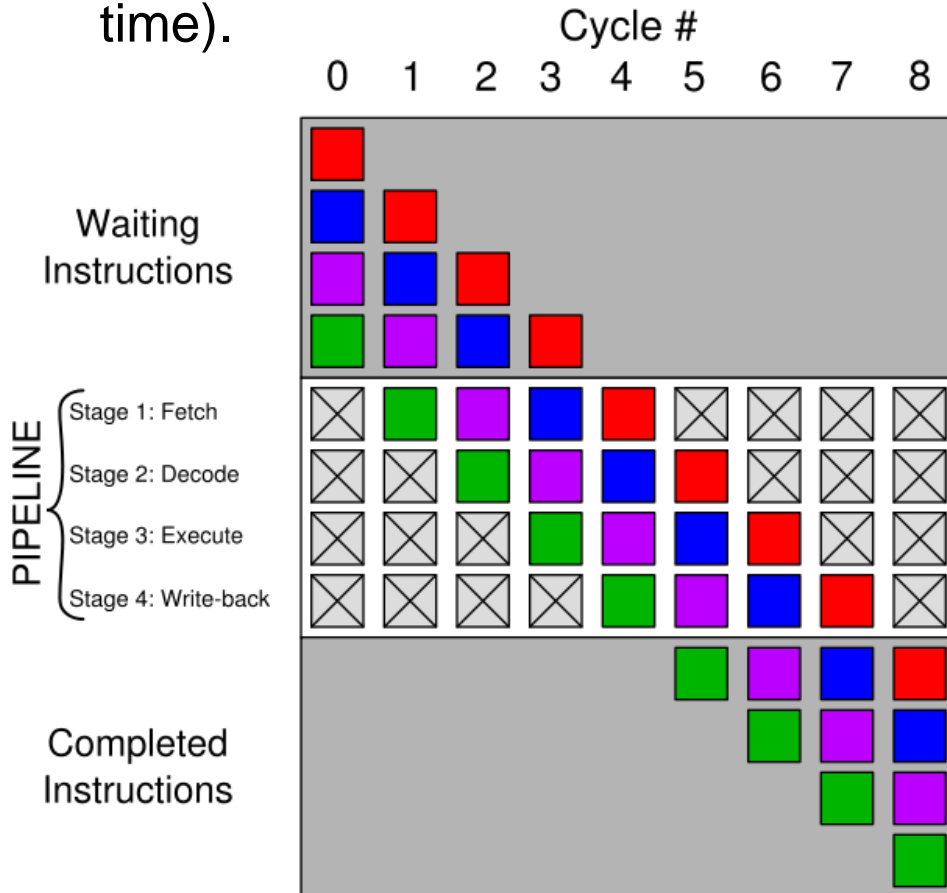 time).
Cycle #
0 1 2 3 4 5 6 7 8
Waiting
Instructions
PIPELINE
Stage 1: Fetch
Stage 2: Decode
Stage 3: Execute
Stage 4: Write-back
Completed
Instructions